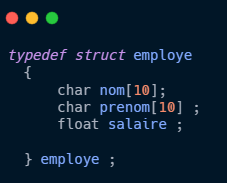 typedef struct employe
{
char nom[10];
char prenom[10] ;
float salaire ;
} employe ;